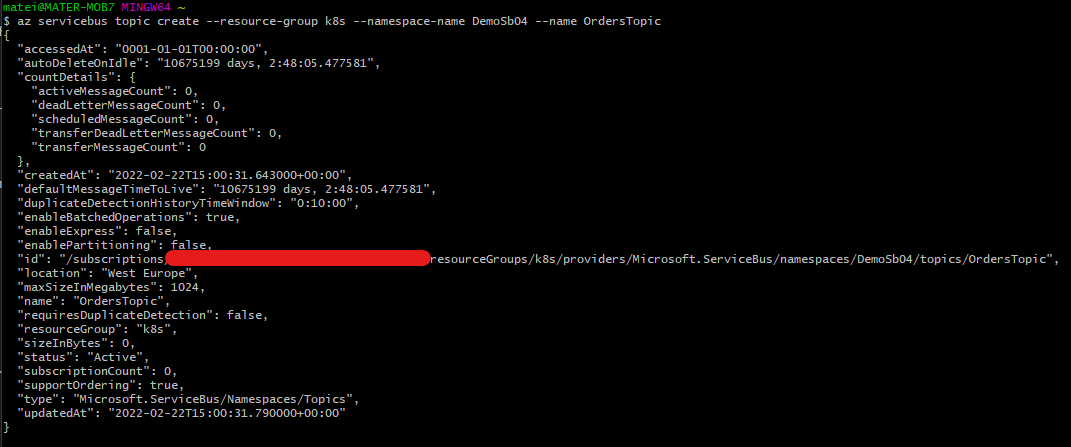 matei@MATER-MOB7 MINGW64 ~
$ az servicebus topic create --resource-group k8s --namespace-name DemoSb04 --name OrdersTopic
{
  "accessedAt": "0001-01-01T00:00:00",
  "autoDeleteOnIdle": "10675199 days, 2:48:05.477581",
  "countDetails": {
    "activeMessageCount": 0,
    "deadLetterMessageCount": 0,
    "scheduledMessageCount": 0,
    "transferDeadLetterMessageCount": 0,
    "transferMessageCount": 0
  },
  "createdAt": "2022-02-22T15:00:31.643000+00:00",
  "defaultMessageTimeToLive": "10675199 days, 2:48:05.477581",
  "duplicateDetectionHistoryTimeWindow": "0:10:00",
  "enableBatchedOperations": true,
  "enableExpress": false,
  "enablePartitioning": false,
  "id": "/subscriptions/ resourceGroups/k8s/providers/Microsoft.ServiceBus/namespaces/DemoSb04/topics/OrdersTopic",
  "location": "West Europe",
  "maxSizeInMegabytes": 1024,
  "name": "OrdersTopic",
  "requiresDuplicateDetection": false,
  "resourceGroup": "k8s",
  "sizeInBytes": 0,
  "status": "Active",
  "subscriptionCount": 0,
  "supportOrdering": true,
  "type": "Microsoft.ServiceBus/Namespaces/Topics",
  "updatedAt": "2022-02-22T15:00:31.790000+00:00"
}